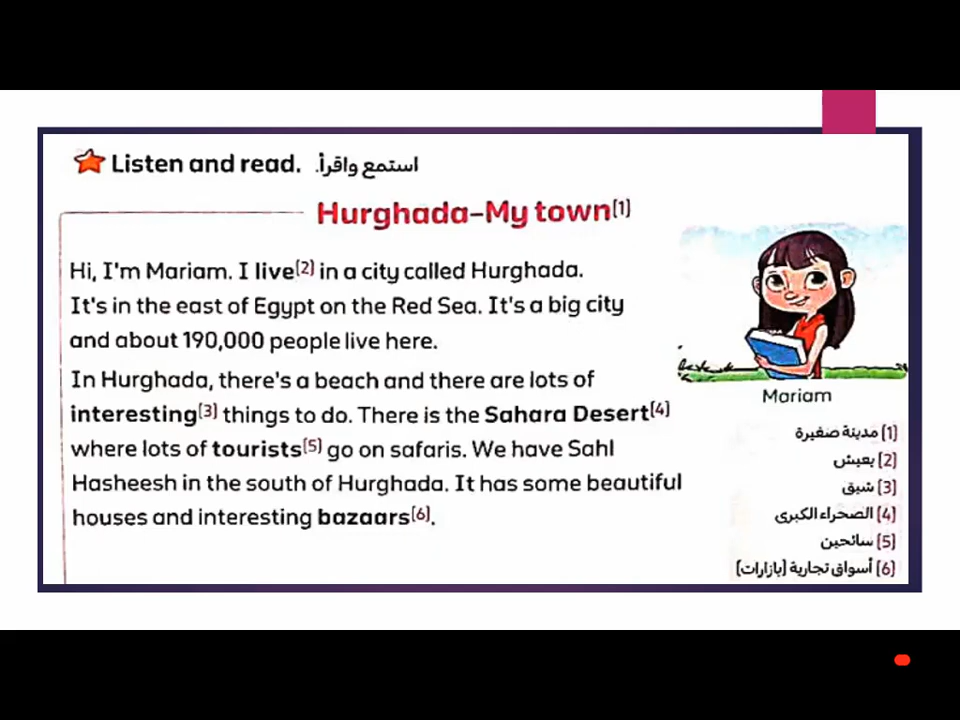 Listen and read. استمع واقرأ.
Hurghada-My town[1]
Hi, I'm Mariam. I live[2] in a city called Hurghada.
It's in the east of Egypt on the Red Sea. It's a big city
and about 190,000 people live here.
In Hurghada, there's a beach and there are lots of
interesting[3] things to do. There is the Sahara Desert[4]
where lots of tourists[5] go on safaris. We have Sahl
Hasheesh in the south of Hurghada. It has some beautiful
houses and interesting bazaars[6].
Mariam
[1] مدينة صغيرة
[2] يعيش
[3] شيق
[4] الصحراء الكبرى
[5] سائحين
[6] أسواق تجارية [بازارات]